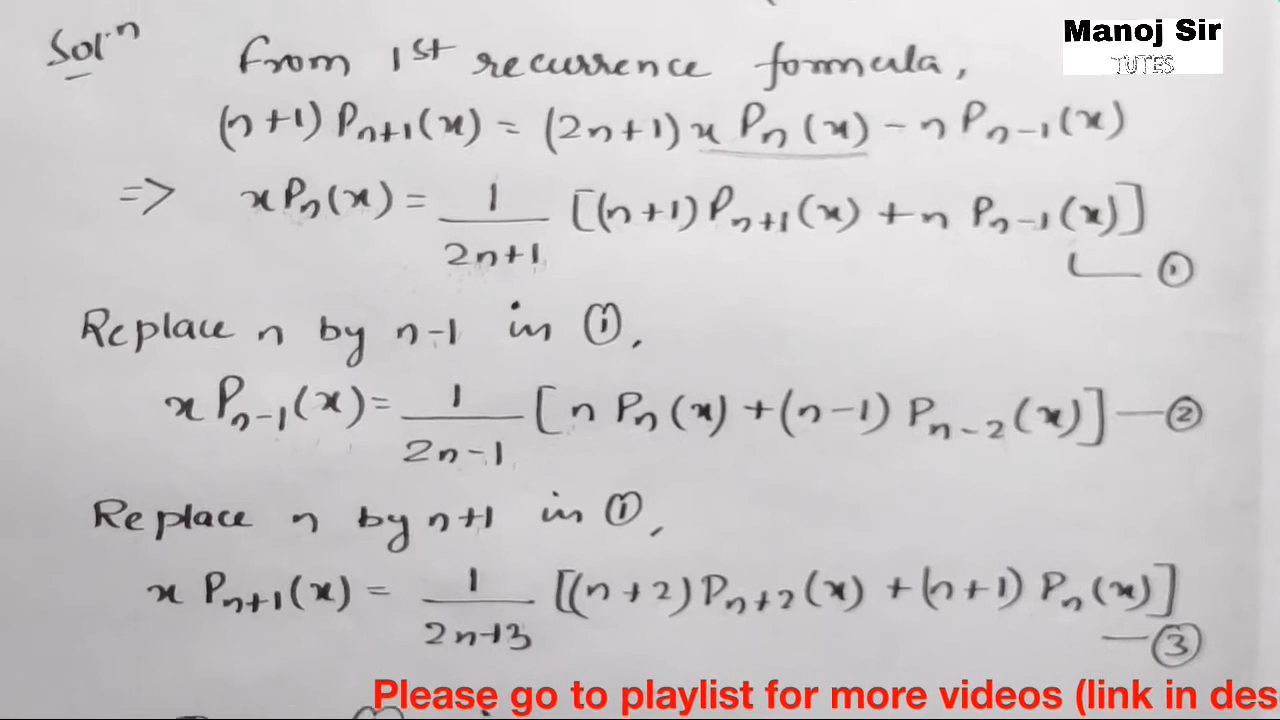 Solⁿ
Manoj Sir
TUTES
from 1st recurrence formula,
(n+1) Pn+1(x) = (2n+1) x Pn(x) - n Pn-1(x)
=> x Pn(x) = 1/2n+1 [(n+1) Pn+1(x) + n Pn-1(x)]
— ①
Replace n by n-1 in ①,
x Pn-1(x) = 1/2n-1 [n Pn(x) + (n-1) Pn-2(x)] — ②
Replace n by n+1 in ①,
x Pn+1(x) = 1/2n+3 [(n+2) Pn+2(x) + (n+1) Pn(x)]
— ③
Please go to playlist for more videos (link in des